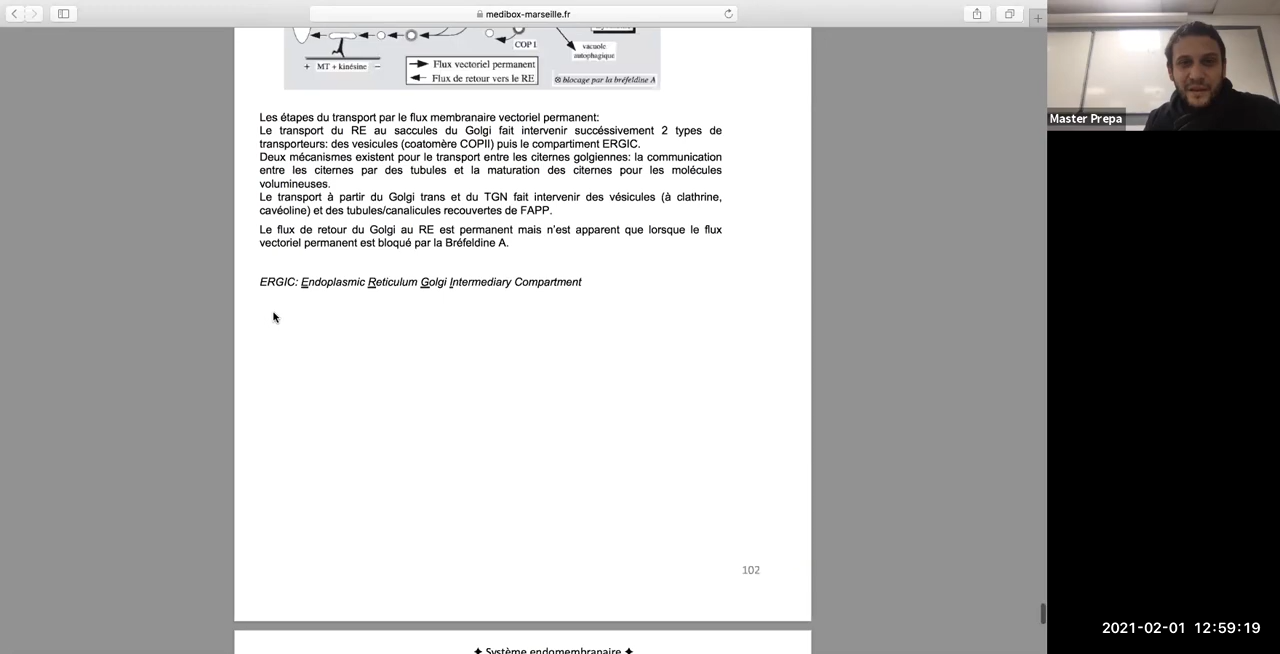 medibox-marseille.fr
COP I
vacuole
autophagique
+ MT + kinésine −
Flux vectoriel permanent
Flux de retour vers le RE
⊗ blocage par la bréfeldine A
Les étapes du transport par le flux membranaire vectoriel permanent:
Le transport du RE au saccules du Golgi fait intervenir succéssivement 2 types de
transporteurs: des vesicules (coatomère COPII) puis le compartiment ERGIC.
Deux mécanismes existent pour le transport entre les citernes golgiennes: la communication
entre les citernes par des tubules et la maturation des citernes pour les molécules
volumineuses.
Le transport à partir du Golgi trans et du TGN fait intervenir des vésicules (à clathrine,
cavéoline) et des tubules/canalicules recouvertes de FAPP.
Le flux de retour du Golgi au RE est permanent mais n'est apparent que lorsque le flux
vectoriel permanent est bloqué par la Bréfeldine A.
ERGIC: Endoplasmic Reticulum Golgi Intermediary Compartment
102
✦ Système endomembranaire ✦
Master Prepa
2021-02-01 12:59:19